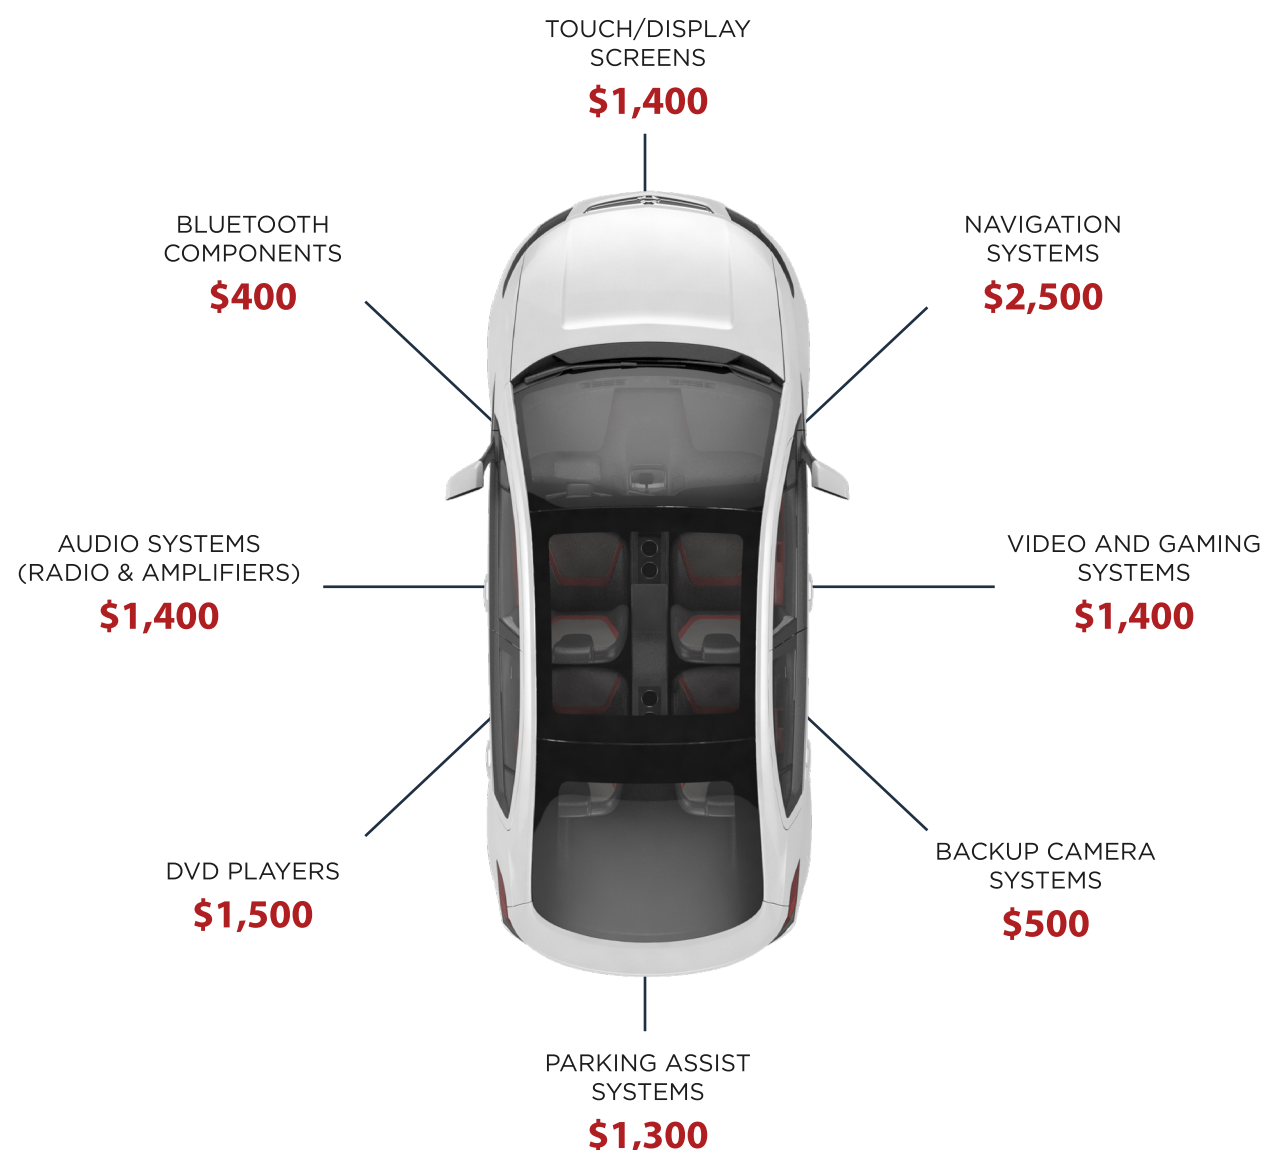 TOUCH/DISPLAY
SCREENS
$1,400
BLUETOOTH
COMPONENTS
$400
NAVIGATION
SYSTEMS
$2,500
AUDIO SYSTEMS
(RADIO & AMPLIFIERS)
$1,400
VIDEO AND GAMING
SYSTEMS
$1,400
DVD PLAYERS
$1,500
BACKUP CAMERA
SYSTEMS
$500
PARKING ASSIST
SYSTEMS
$1,300